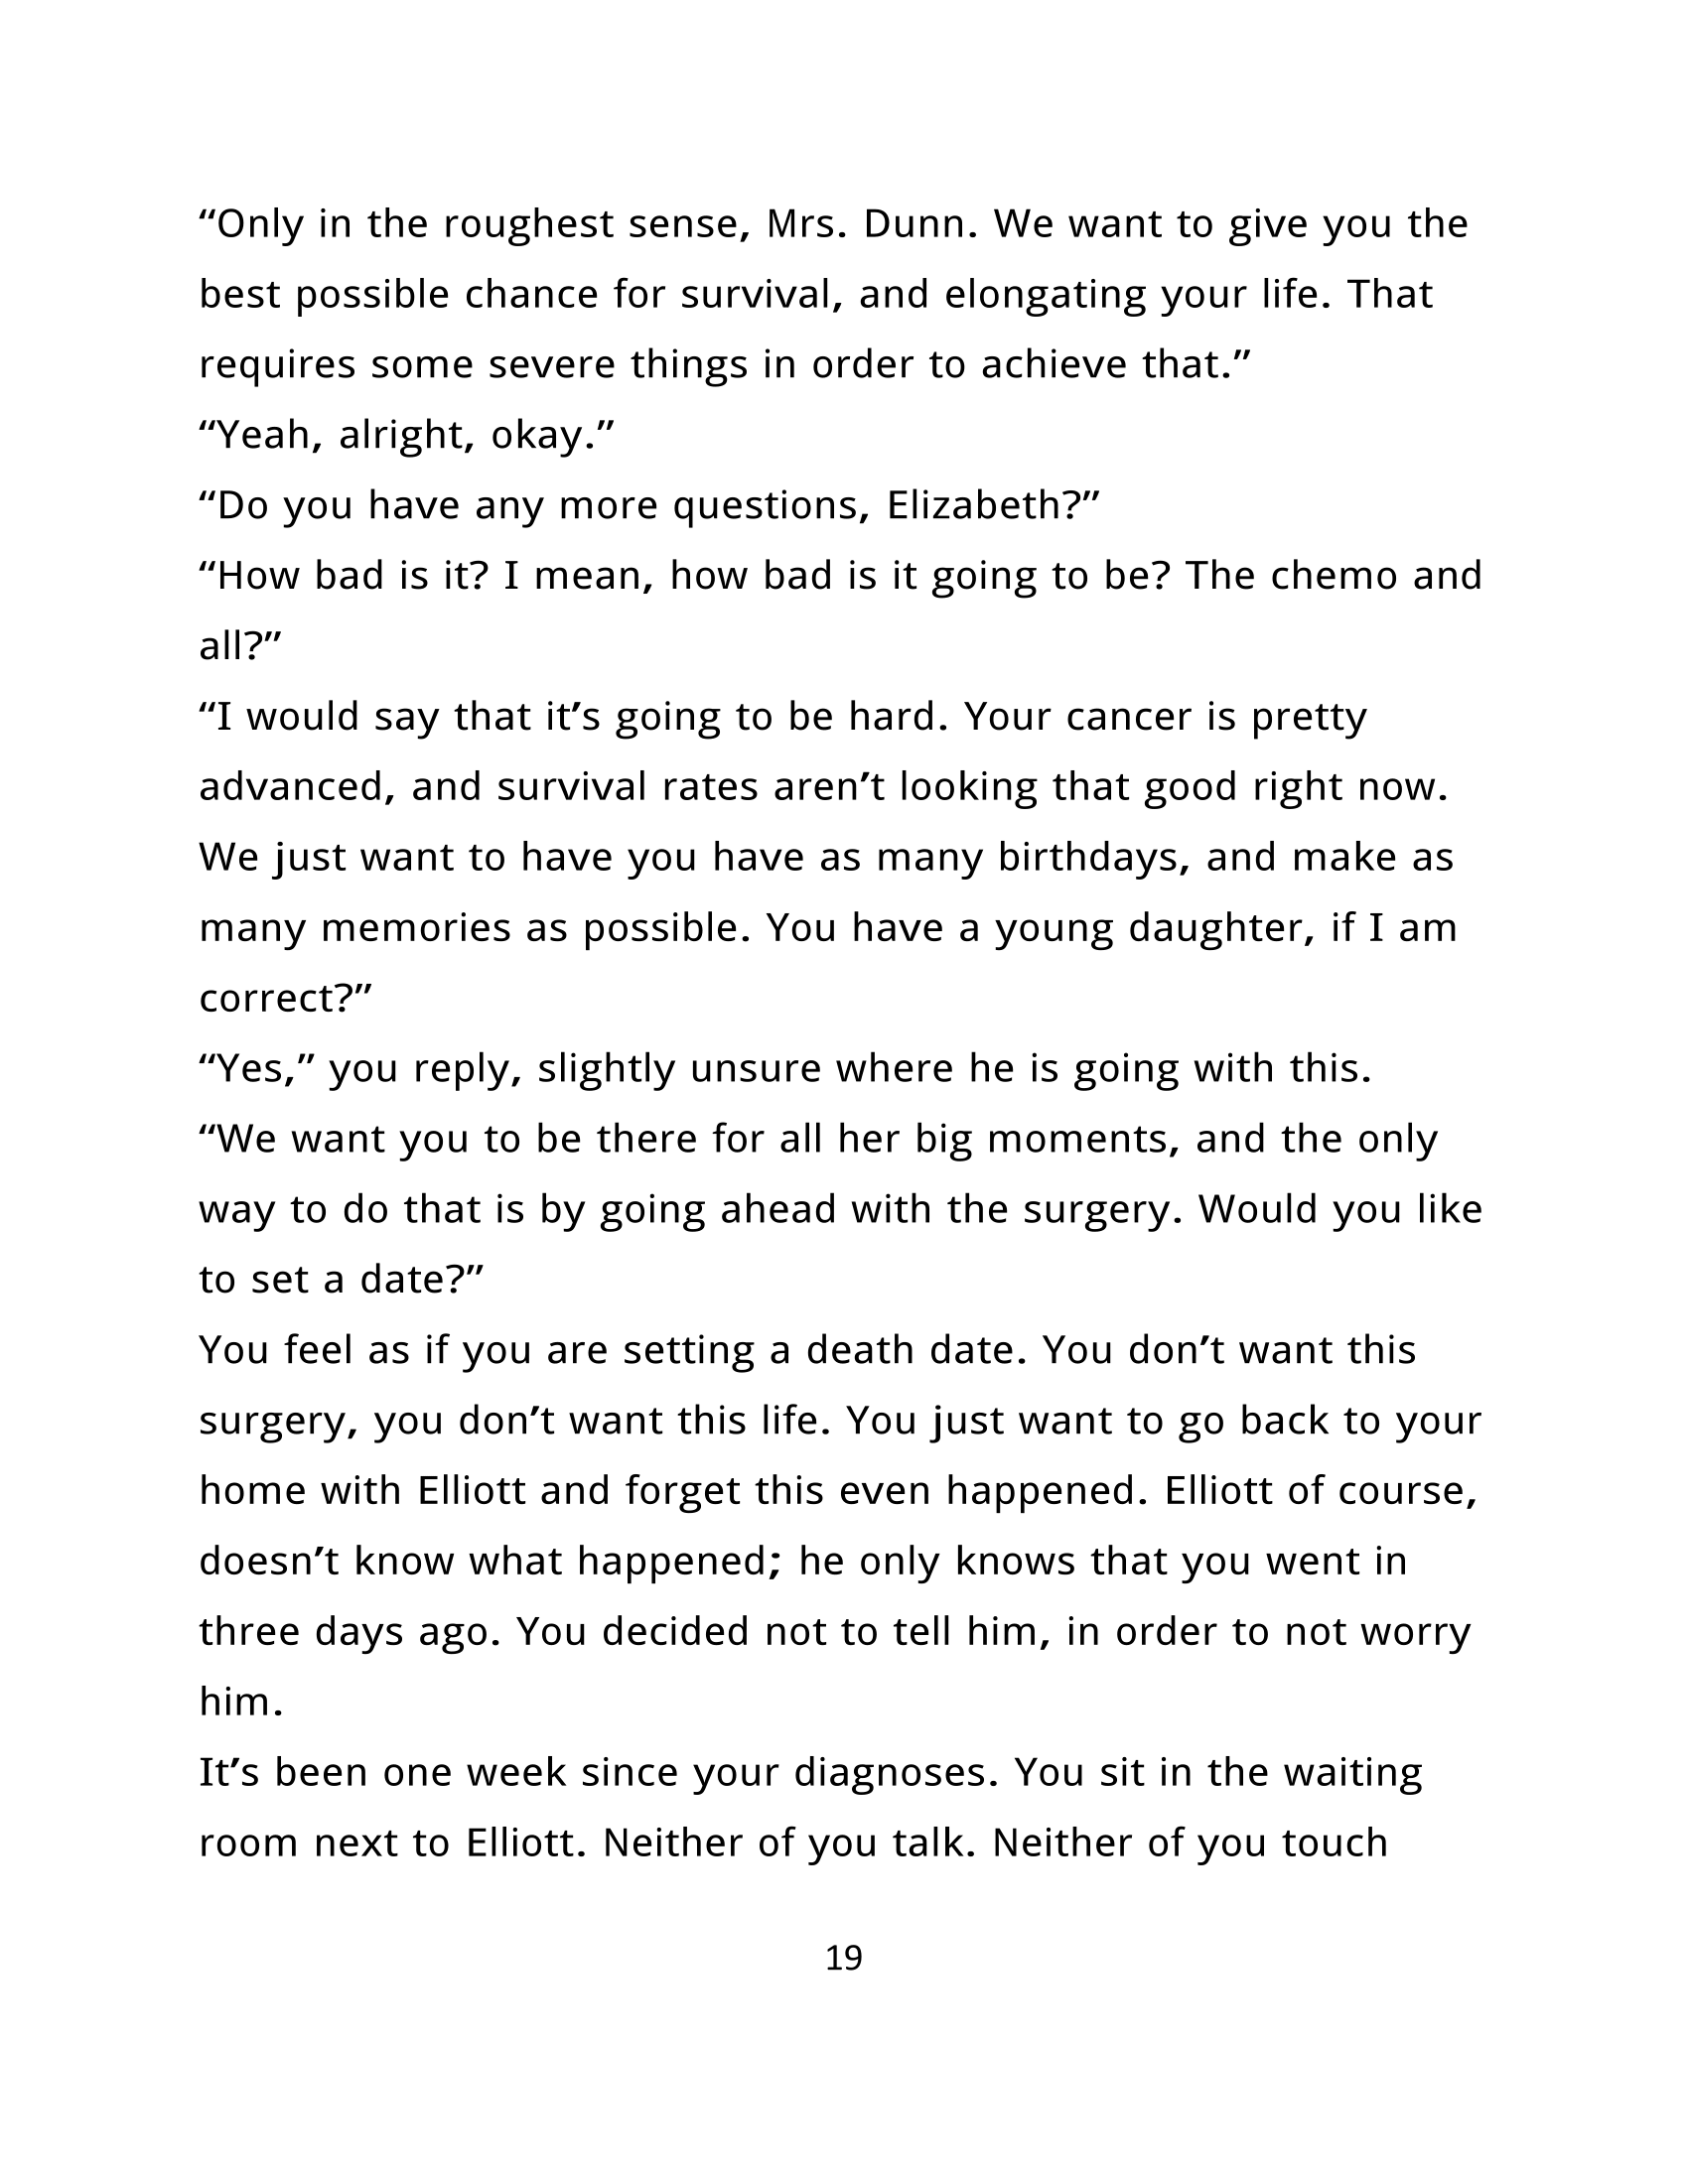 “Only in the roughest sense, Mrs. Dunn. We want to give you the
best possible chance for survival, and elongating your life. That
requires some severe things in order to achieve that.”
“Yeah, alright, okay.”
“Do you have any more questions, Elizabeth?”
“How bad is it? I mean, how bad is it going to be? The chemo and
all?”
“I would say that it’s going to be hard. Your cancer is pretty
advanced, and survival rates aren’t looking that good right now.
We just want to have you have as many birthdays, and make as
many memories as possible. You have a young daughter, if I am
correct?”
“Yes,” you reply, slightly unsure where he is going with this.
“We want you to be there for all her big moments, and the only
way to do that is by going ahead with the surgery. Would you like
to set a date?”
You feel as if you are setting a death date. You don’t want this
surgery, you don’t want this life. You just want to go back to your
home with Elliott and forget this even happened. Elliott of course,
doesn’t know what happened; he only knows that you went in
three days ago. You decided not to tell him, in order to not worry
him.
It’s been one week since your diagnoses. You sit in the waiting
room next to Elliott. Neither of you talk. Neither of you touch
19